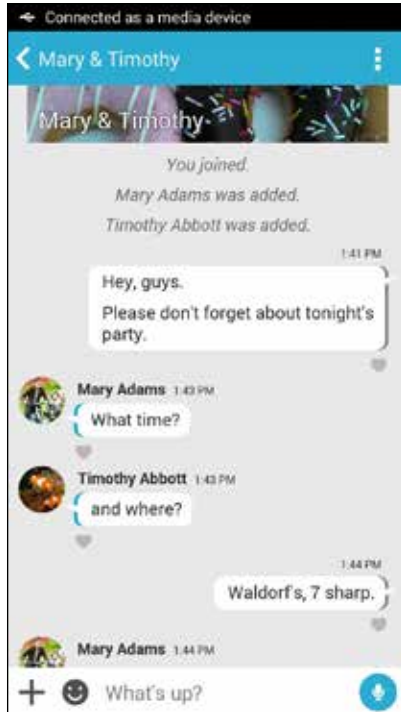 Connected as a media device
Mary & Timothy
Mary & Timothy
You joined.
Mary Adams was added.
Timothy Abbott was added.
1:41 PM
Hey, guys.
Please don't forget about tonight's
party.
Mary Adams 1:43 PM
What time?
Timothy Abbott 1:43 PM
and where?
1:44 PM
Waldorf's, 7 sharp.
Mary Adams 1:44 PM
What's up?